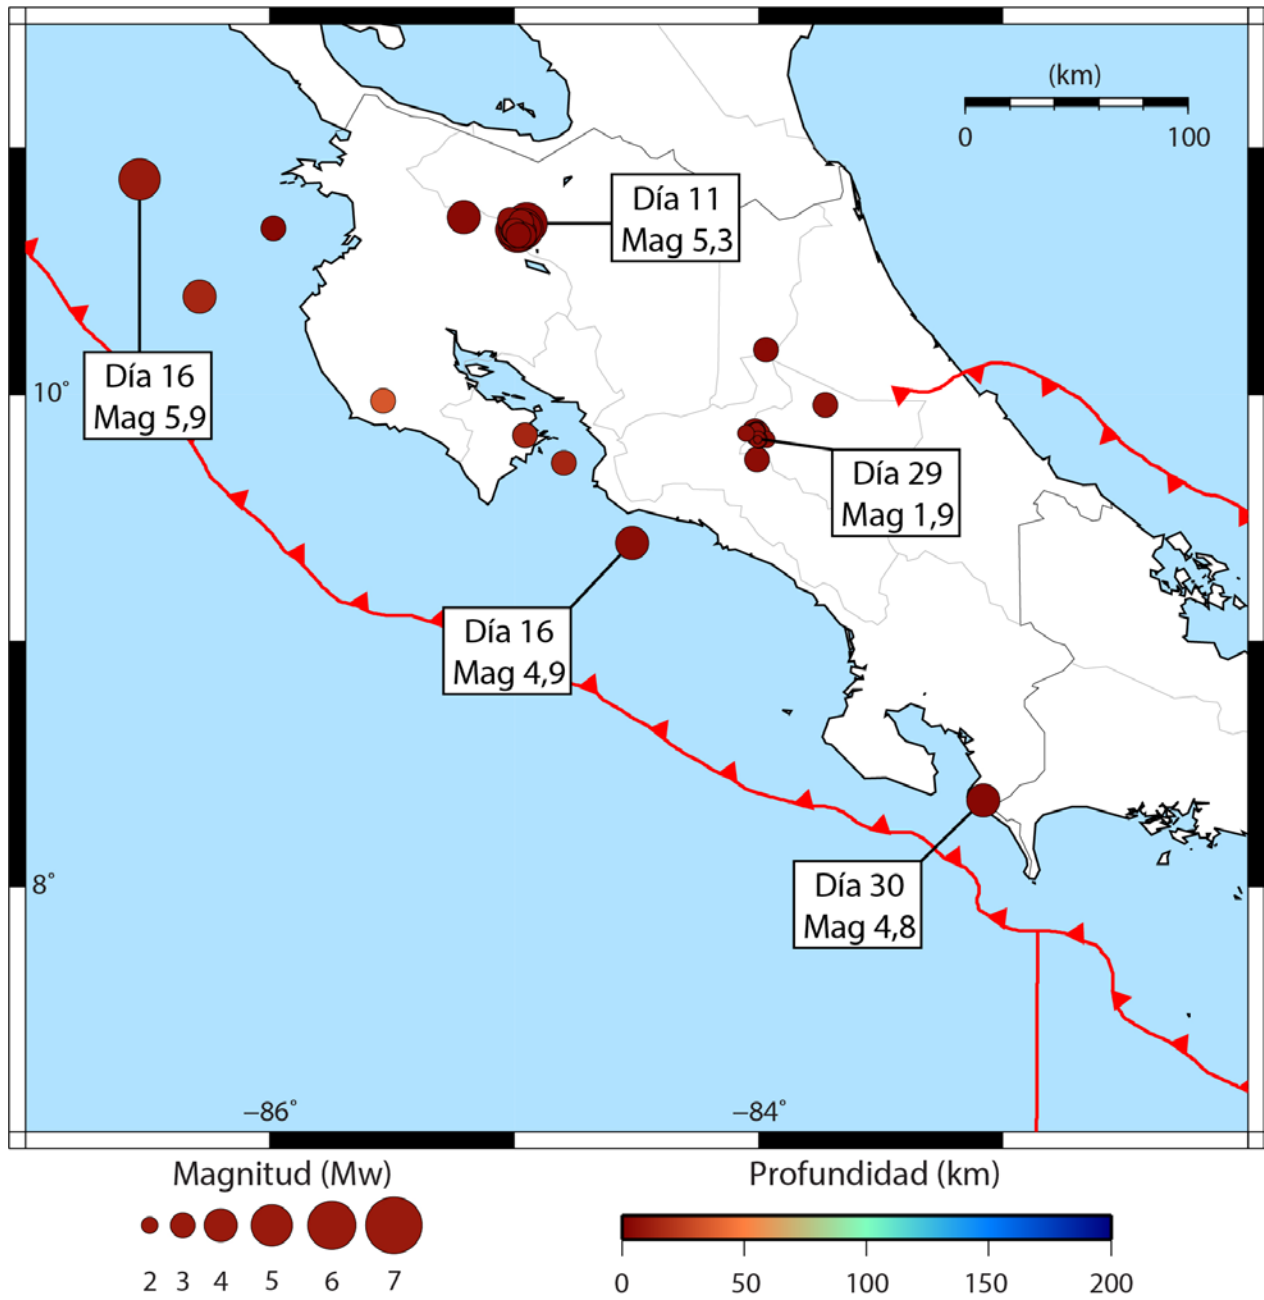 (km)
0 100
Día 11
Mag 5,3
Día 16
Mag 5,9
10°
Día 29
Mag 1,9
Día 16
Mag 4,9
Día 30
Mag 4,8
8°
−86° −84°
Magnitud (Mw)
2 3 4 5 6 7
Profundidad (km)
0 50 100 150 200